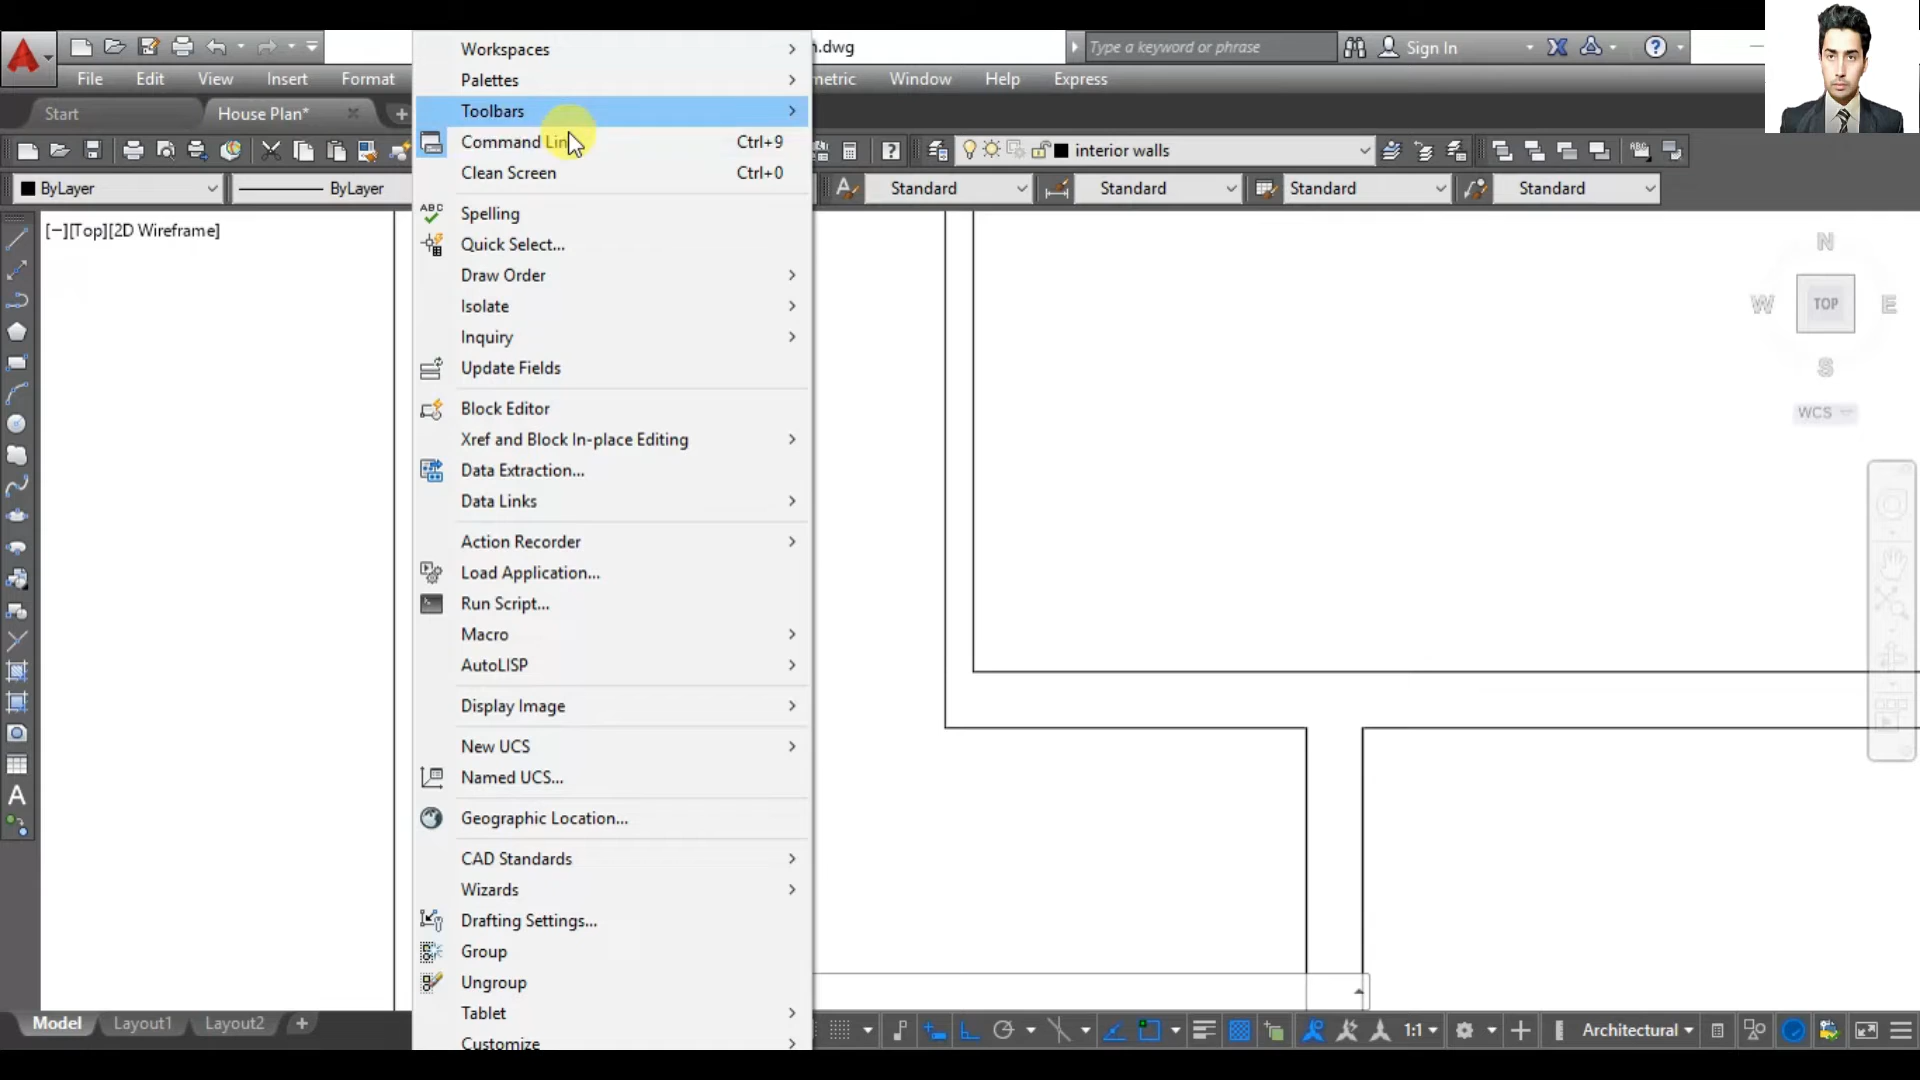 h.dwg
Type a keyword or phrase
Sign In
?
File Edit View Insert Format
metric Window Help Express
Start
House Plan*
?
interior walls
ByLayer
ByLayer
Standard
Standard
Standard
Standard
[−][Top][2D Wireframe]
Workspaces
Palettes
Toolbars
Command Lin Ctrl+9
Clean Screen Ctrl+0
ABC
Spelling
Quick Select...
Draw Order
Isolate
Inquiry
Update Fields
Block Editor
Xref and Block In-place Editing
Data Extraction...
Data Links
Action Recorder
Load Application...
Run Script...
Macro
AutoLISP
Display Image
New UCS
Named UCS...
Geographic Location...
CAD Standards
Wizards
Drafting Settings...
Group
Ungroup
Tablet
Customize
N
W TOP E
S
WCS
A
Model Layout1 Layout2 +
1:1
Architectural